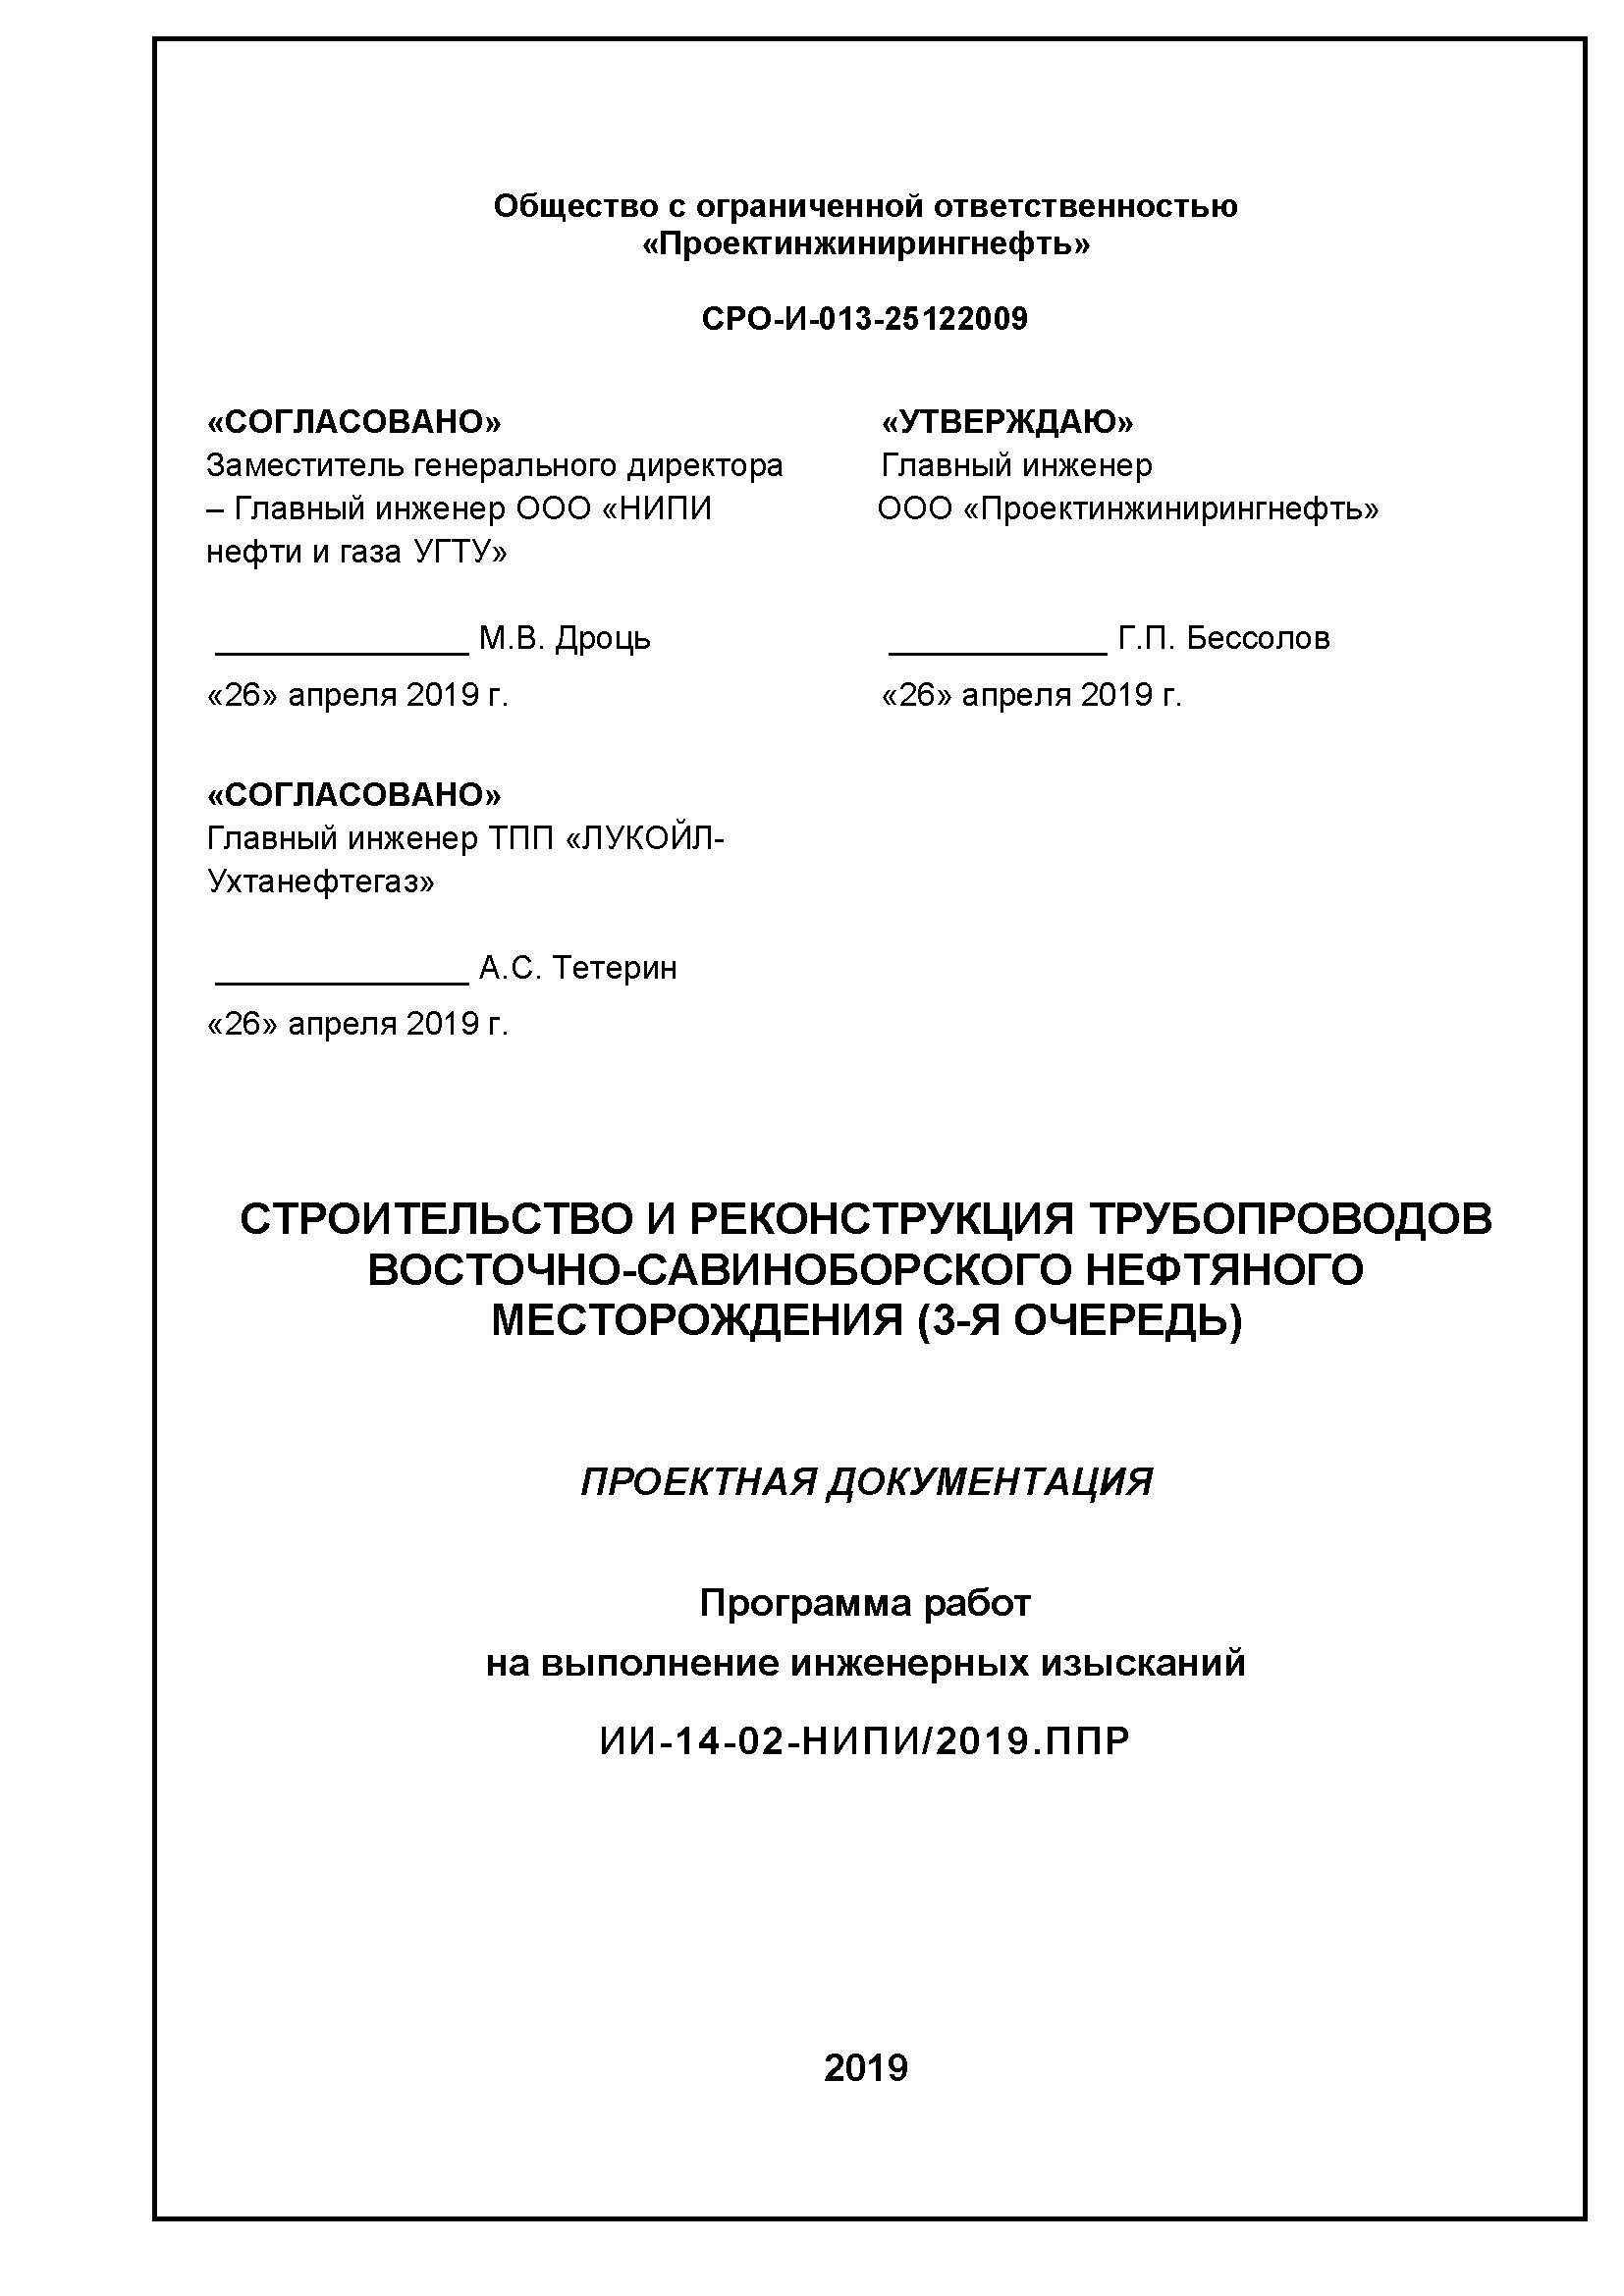 Общество с ограниченной ответственностью
«Проектинжинирингнефть»
СРО-И-013-25122009
«СОГЛАСОВАНО»
Заместитель генерального директора
– Главный инженер ООО «НИПИ
нефти и газа УГТУ»
______________ М.В. Дроць
«26» апреля 2019 г.
«УТВЕРЖДАЮ»
Главный инженер
ООО «Проектинжинирингнефть»
____________ Г.П. Бессолов
«26» апреля 2019 г.
«СОГЛАСОВАНО»
Главный инженер ТПП «ЛУКОЙЛ-
Ухтанефтегаз»
______________ А.С. Тетерин
«26» апреля 2019 г.
СТРОИТЕЛЬСТВО И РЕКОНСТРУКЦИЯ ТРУБОПРОВОДОВ
ВОСТОЧНО-САВИНОБОРСКОГО НЕФТЯНОГО
МЕСТОРОЖДЕНИЯ (3-Я ОЧЕРЕДЬ)
ПРОЕКТНАЯ ДОКУМЕНТАЦИЯ
Программа работ
на выполнение инженерных изысканий
ИИ-14-02-НИПИ/2019.ППР
2019